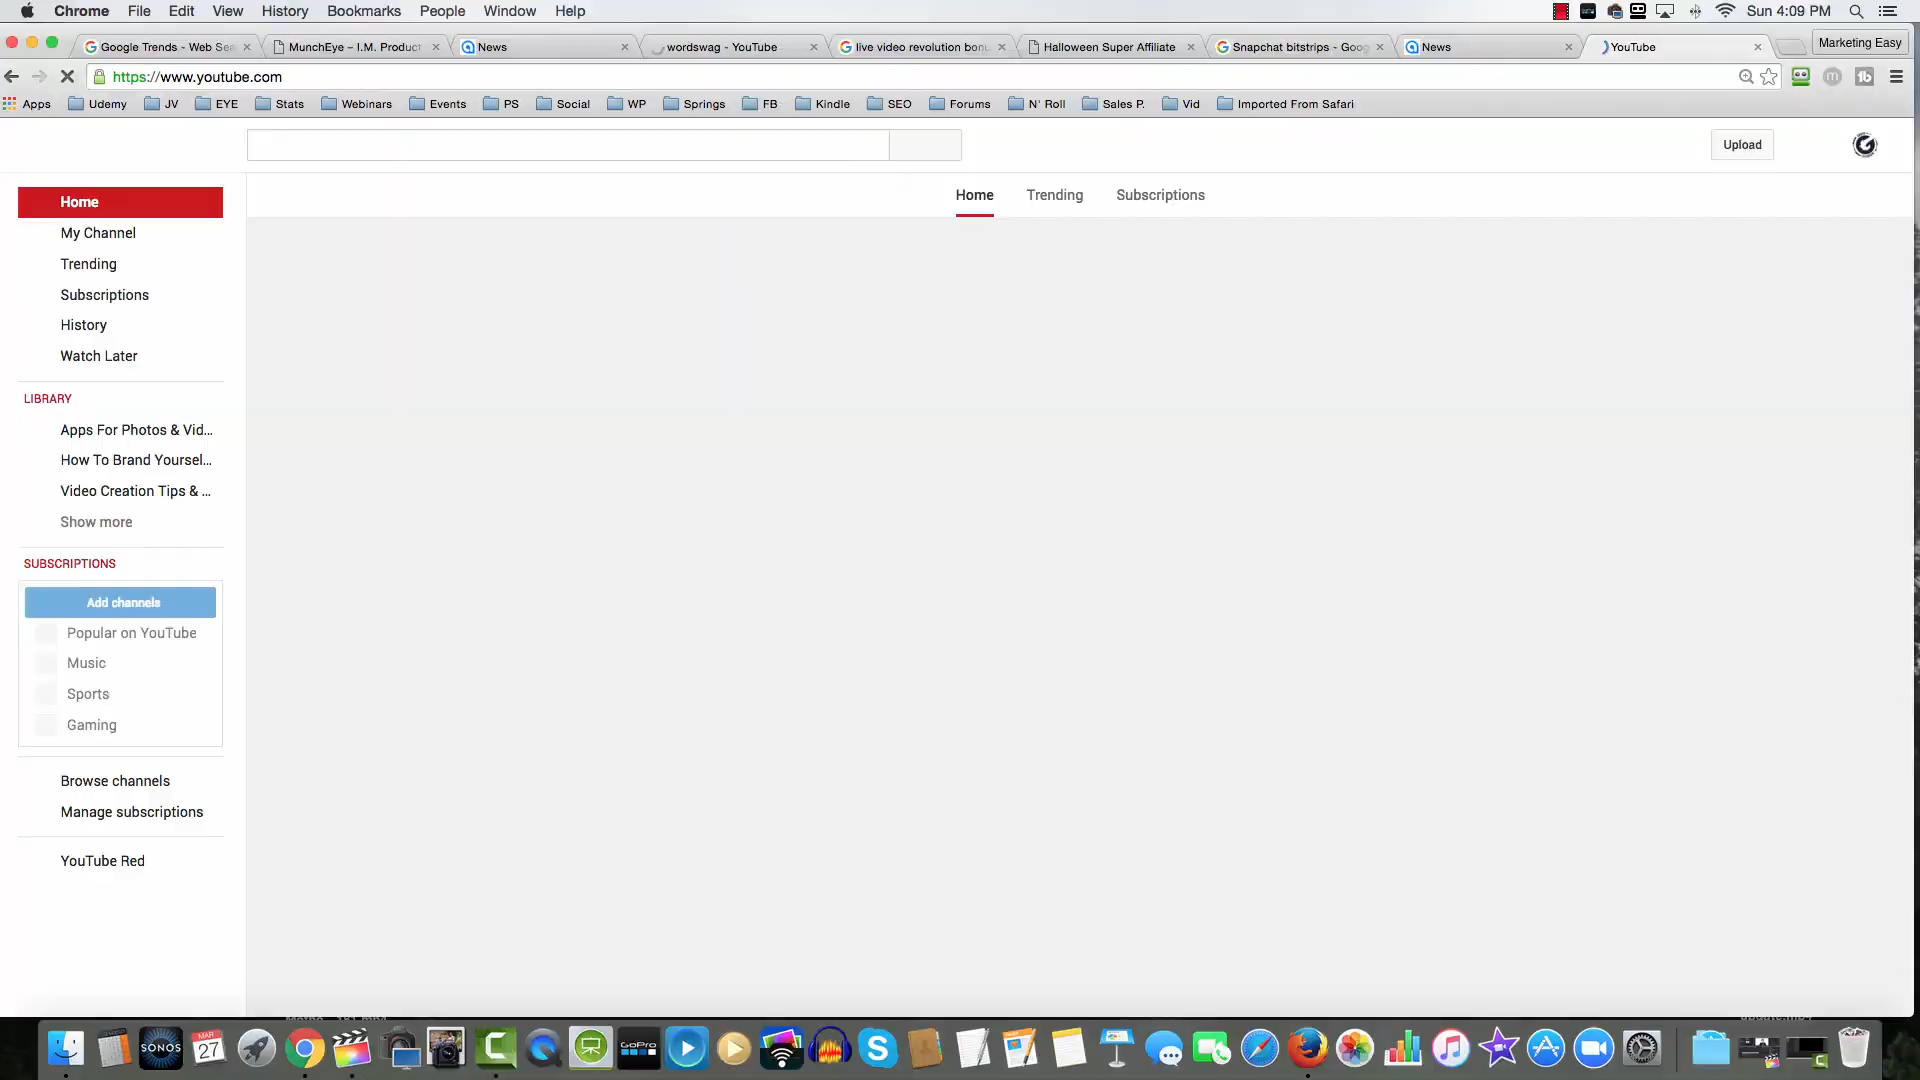 Chrome File Edit View History Bookmarks People Window Help Sun 4:09 PM
Google Trends - Web Sea MunchEye – I.M. Product News wordswag - YouTube live video revolution bonu Halloween Super Affiliate Snapchat bitstrips - Goog News YouTube Marketing Easy
https://www.youtube.com
Apps Udemy JV EYE Stats Webinars Events PS Social WP Springs FB Kindle SEO Forums N' Roll Sales P. Vid Imported From Safari
Upload
Home Trending Subscriptions
Home
My Channel
Trending
Subscriptions
History
Watch Later
LIBRARY
Apps For Photos & Vid...
How To Brand Yoursel...
Video Creation Tips & ...
Show more
SUBSCRIPTIONS
Add channels
Popular on YouTube
Music
Sports
Gaming
Browse channels
Manage subscriptions
YouTube Red
SONOS MAR 27 GoPro